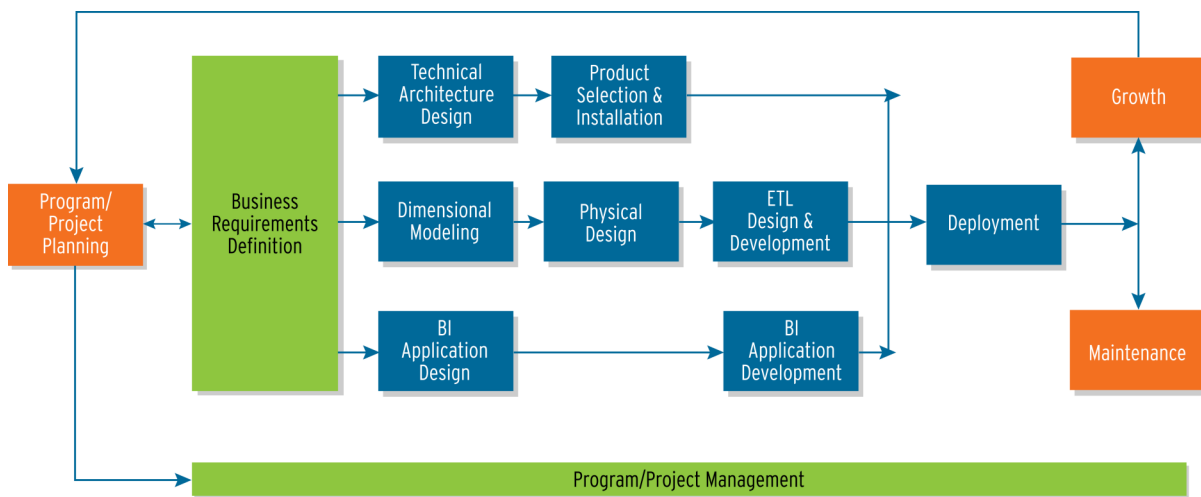 Program/
Project
Planning
Business
Requirements
Definition
Technical
Architecture
Design
Product
Selection &
Installation
Dimensional
Modeling
Physical
Design
ETL
Design &
Development
BI
Application
Design
BI
Application
Development
Deployment
Growth
Maintenance
Program/Project Management